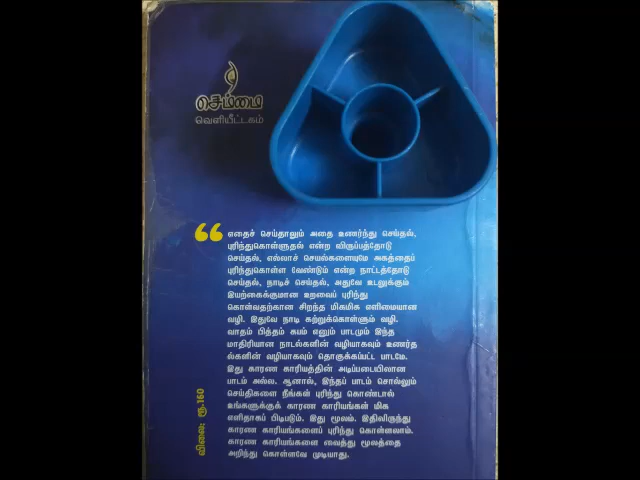 செம்மை
வெளியீட்டகம்
“
எதைச் செய்தாலும் அதை உணர்ந்து செய்தல்,
புரிந்துகொள்ளுதல் என்ற விருப்பத்தோடு
செய்தல், எல்லாச் செயல்களையுமே அகத்தைப்
புரிந்துகொள்ள வேண்டும் என்ற நாட்டத்தோடு
செய்தல், நாடிச் செய்தல், அதுவே உடலுக்கும்
இயற்கைக்குமான உறவைப் புரிந்து
கொள்வதற்கான சிறந்த மிகமிக எளிமையான
வழி. இதுவே நாடி கற்றுக்கொள்ளும் வழி.
வாதம் பித்தம் கபம் எனும் பாடமும் இந்த
மாதிரியான நாடல்களின் வழியாகவும் உணர்த
ல்களின் வழியாகவும் தொகுக்கப்பட்ட பாடமே.
இது காரண காரியத்தின் அடிப்படையிலான
பாடம் அல்ல. ஆனால், இந்தப் பாடம் சொல்லும்
செய்திகளை நீங்கள் புரிந்து கொண்டால்
உங்களுக்குக் காரண காரியங்கள் மிக
எளிதாகப் பிடிபடும். இது மூலம். இதிலிருந்து
காரண காரியங்களைப் புரிந்து கொள்ளலாம்.
காரண காரியங்களை வைத்து மூலத்தை
அறிந்து கொள்ளவே முடியாது.
விலை: ரூ.160